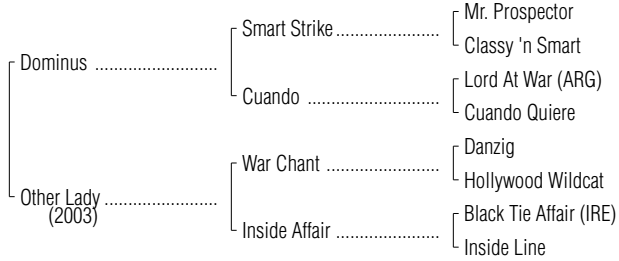 Mr. Prospector
Smart Strike
Classy 'n Smart
Dominus
Lord At War (ARG)
Cuando
Cuando Quiere
Danzig
War Chant
Hollywood Wildcat
Other Lady
(2003)
Black Tie Affair (IRE)
Inside Affair
Inside Line